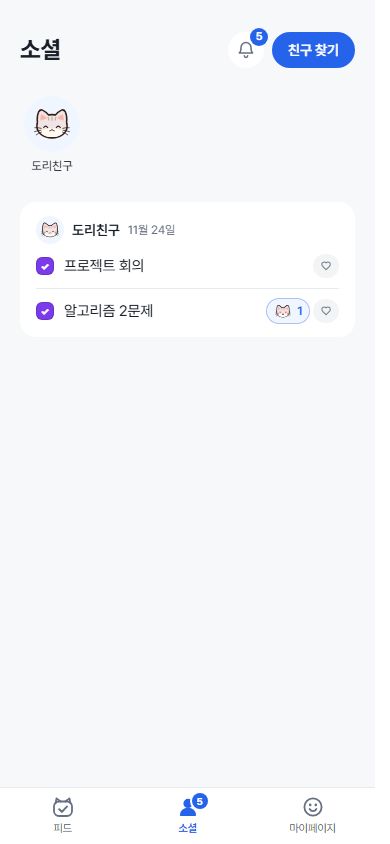 소셜
5
친구 찾기
도리친구
도리친구 11월 24일
프로젝트 회의
알고리즘 2문제
1
피드
5
소셜
마이페이지